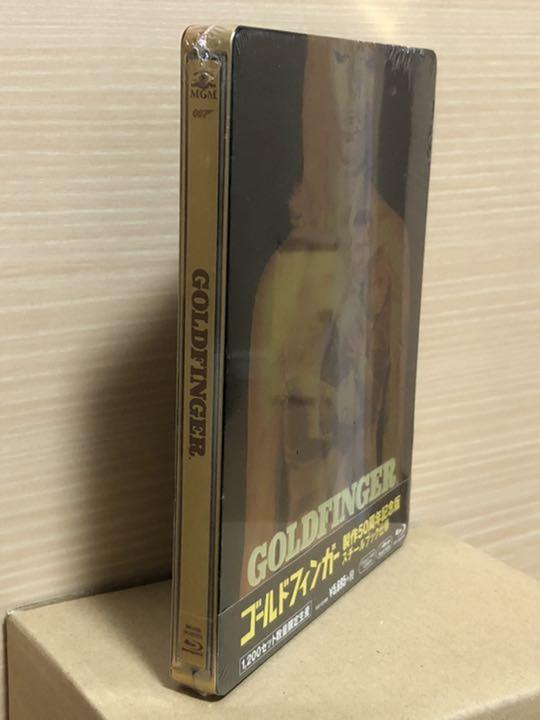 MGM
007
GOLDFINGER
GOLDFINGER
ゴールドフィンガー
製作50周年記念版
スチールブック仕様
1,200セット数量限定生産